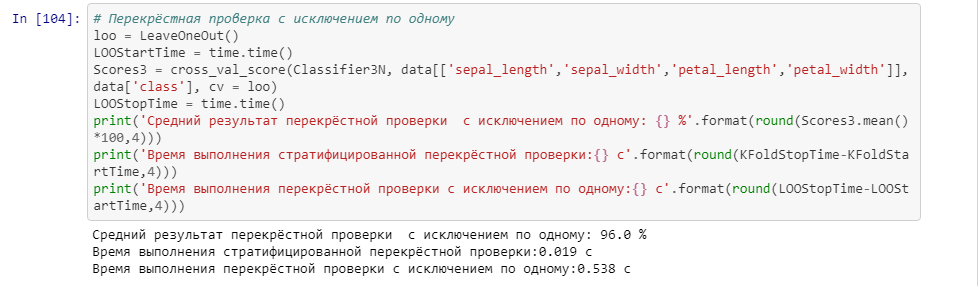 In [104]: # Перекрёстная проверка с исключением по одному
loo = LeaveOneOut()
LOOStartTime = time.time()
Scores3 = cross_val_score(Classifier3N, data[['sepal_length','sepal_width','petal_length','petal_width']],
data['class'], cv = loo)
LOOStopTime = time.time()
print('Средний результат перекрёстной проверки  с исключением по одному: {} %'.format(round(Scores3.mean()
*100,4)))
print('Время выполнения стратифицированной перекрёстной проверки:{} с'.format(round(KFoldStopTime-KFoldSta
rtTime,4)))
print('Время выполнения перекрёстной проверки с исключением по одному:{} с'.format(round(LOOStopTime-LOOSt
artTime,4)))
Средний результат перекрёстной проверки  с исключением по одному: 96.0 %
Время выполнения стратифицированной перекрёстной проверки:0.019 с
Время выполнения перекрёстной проверки с исключением по одному:0.538 с